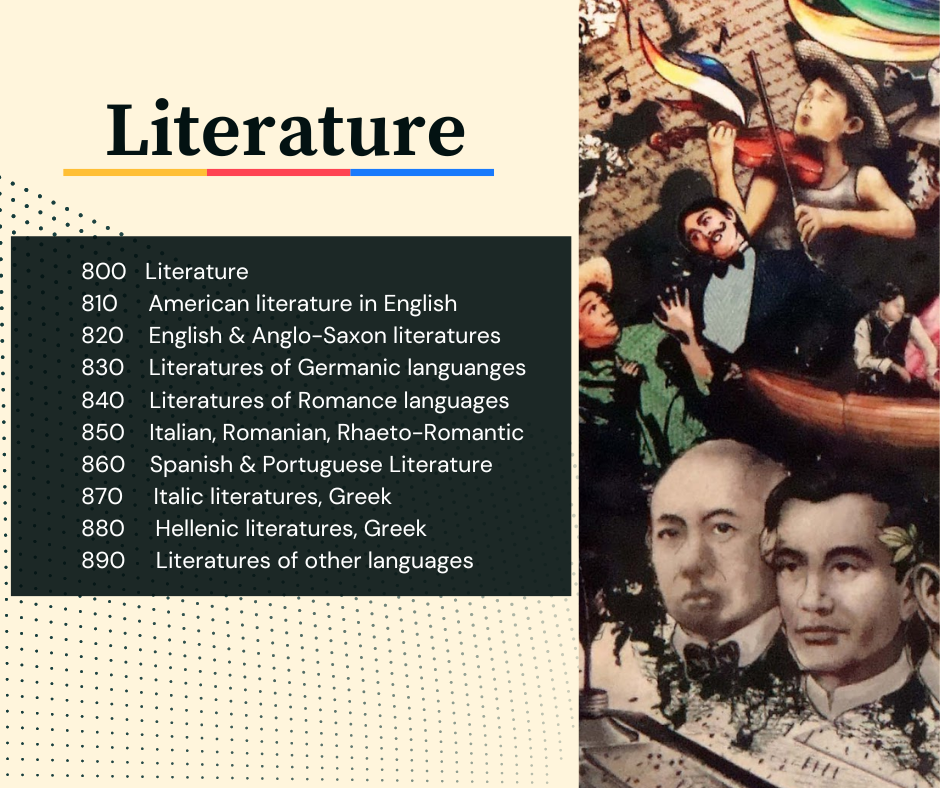 Literature
800 Literature
810 American literature in English
820 English & Anglo-Saxon literatures
830 Literatures of Germanic languanges
840 Literatures of Romance languages
850 Italian, Romanian, Rhaeto-Romantic
860 Spanish & Portuguese Literature
870 Italic literatures, Greek
880 Hellenic literatures, Greek
890 Literatures of other languages